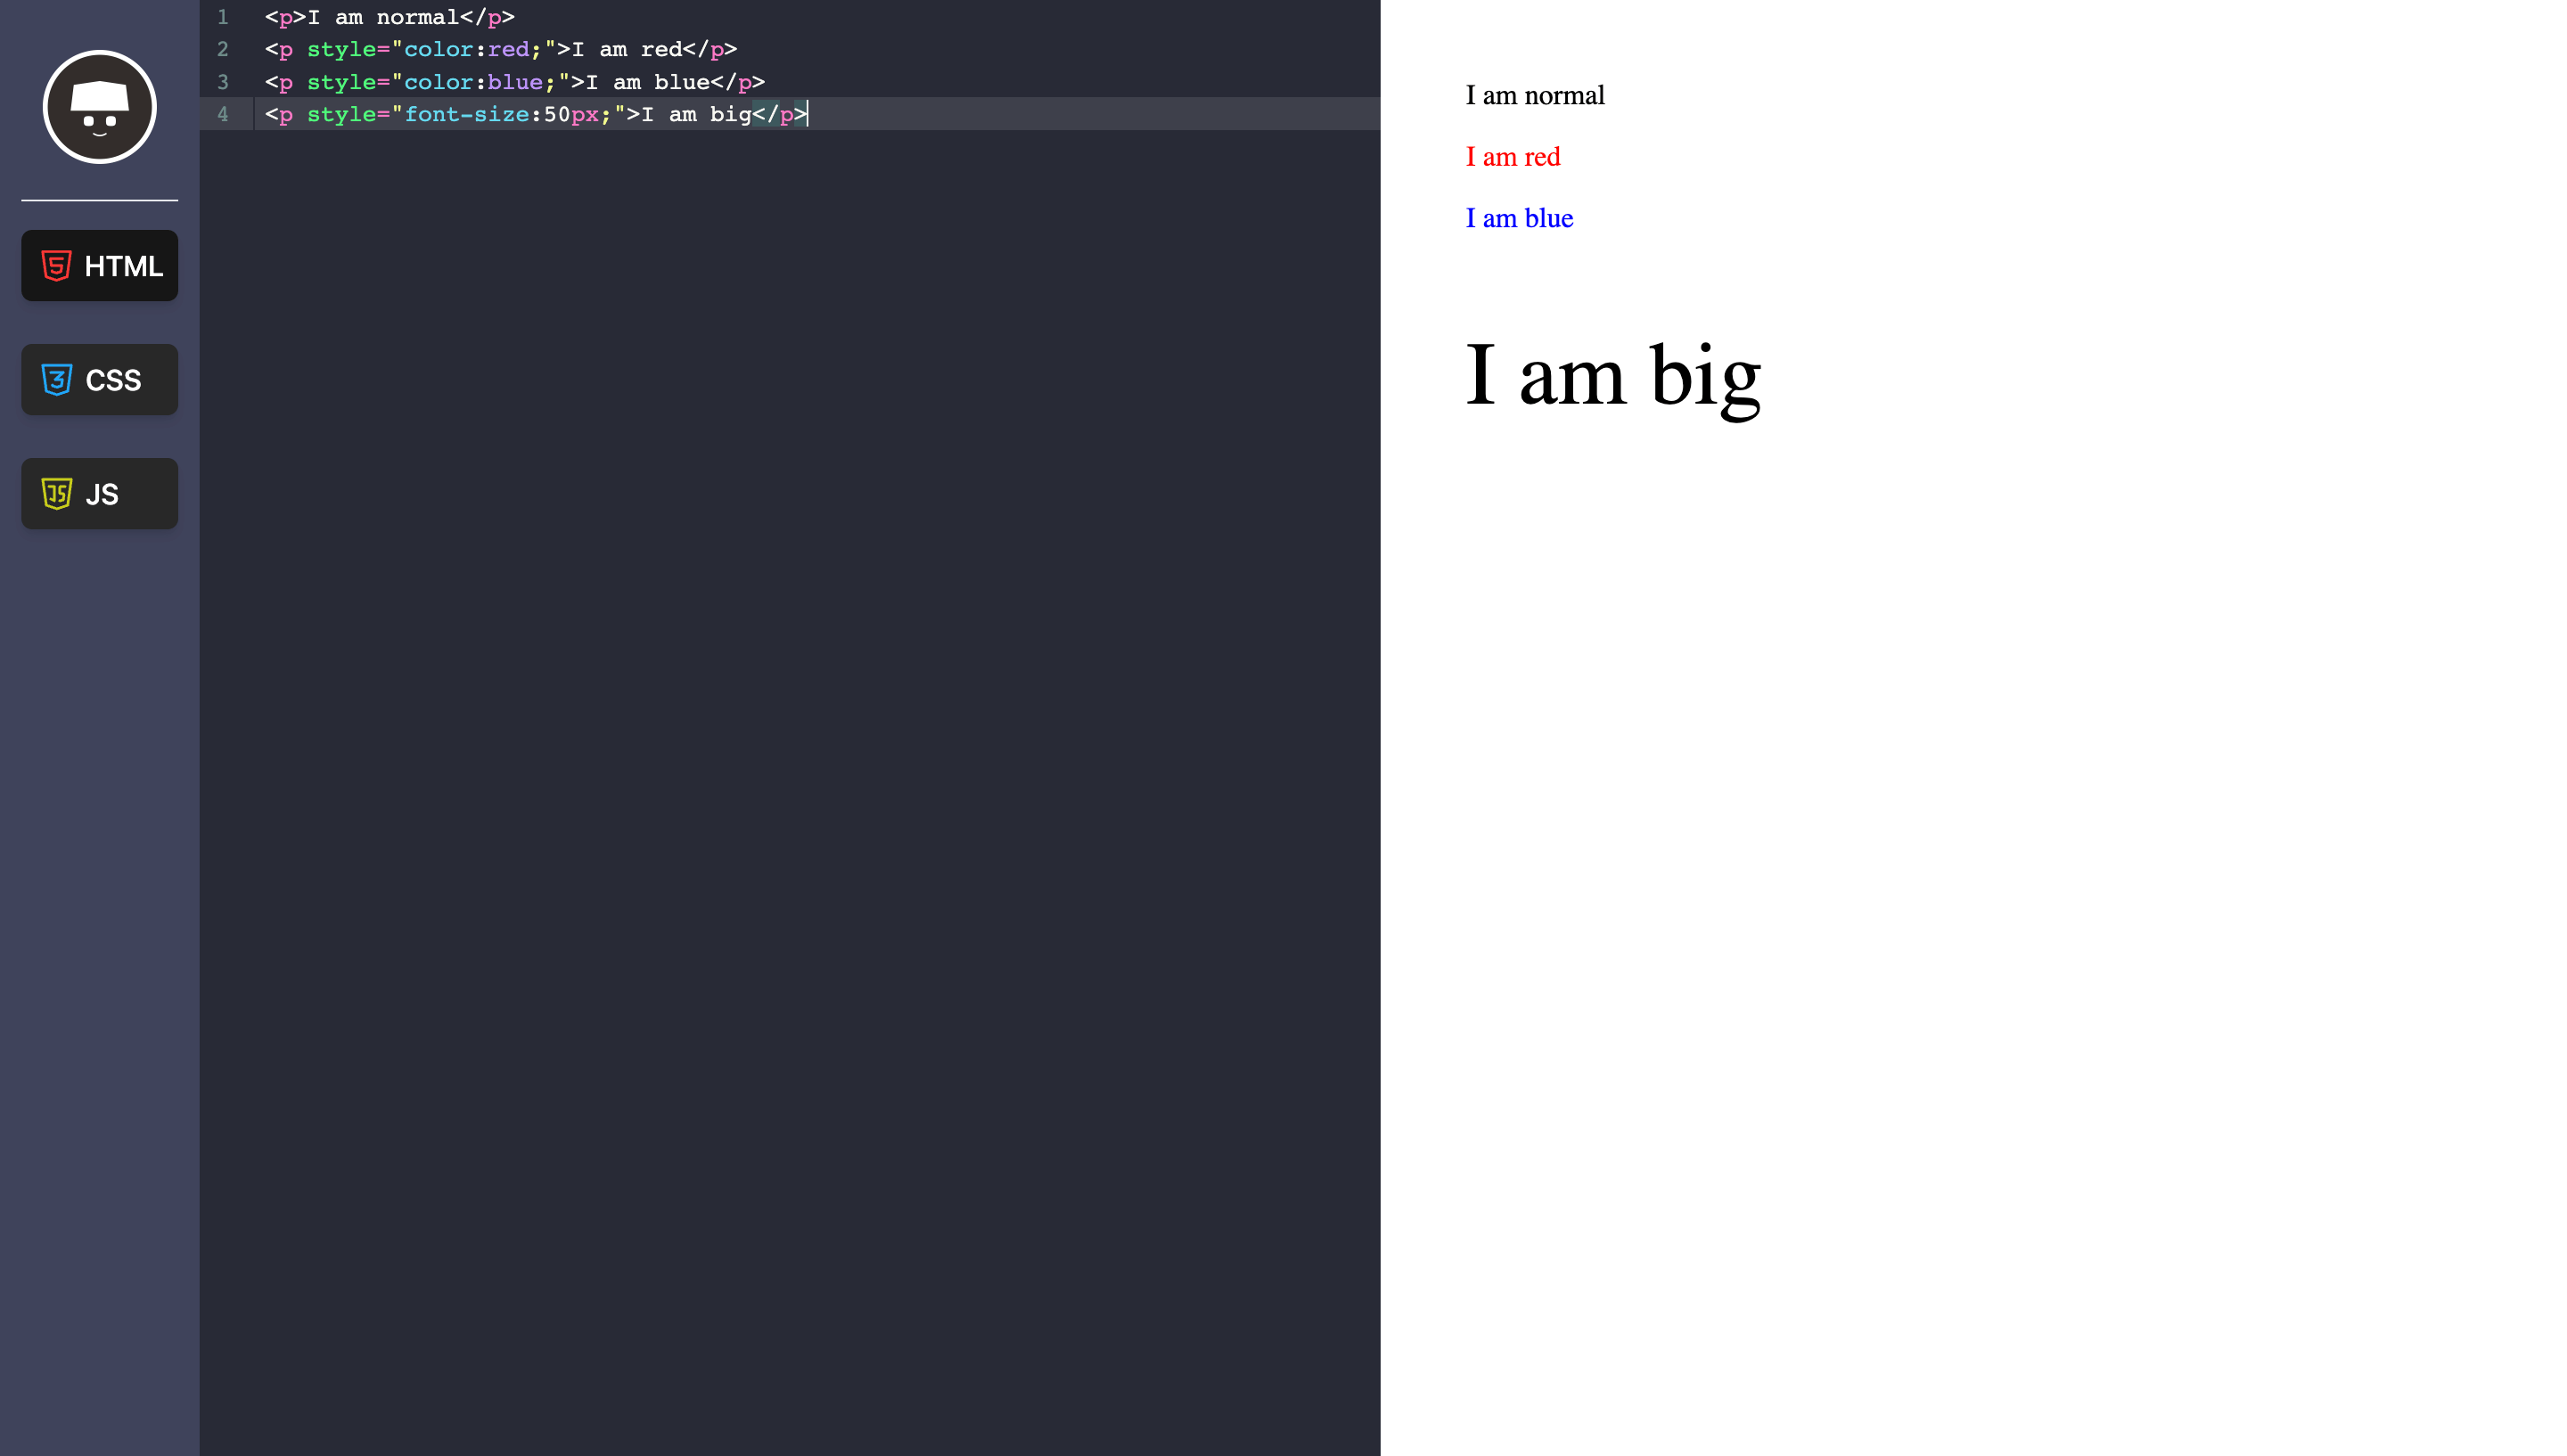 HTML
CSS
JS
1 <p>I am normal</p>
2 <p style="color:red;">I am red</p>
3 <p style="color:blue;">I am blue</p>
4 <p style="font-size:50px;">I am big</p>
I am normal
I am red
I am blue
I am big